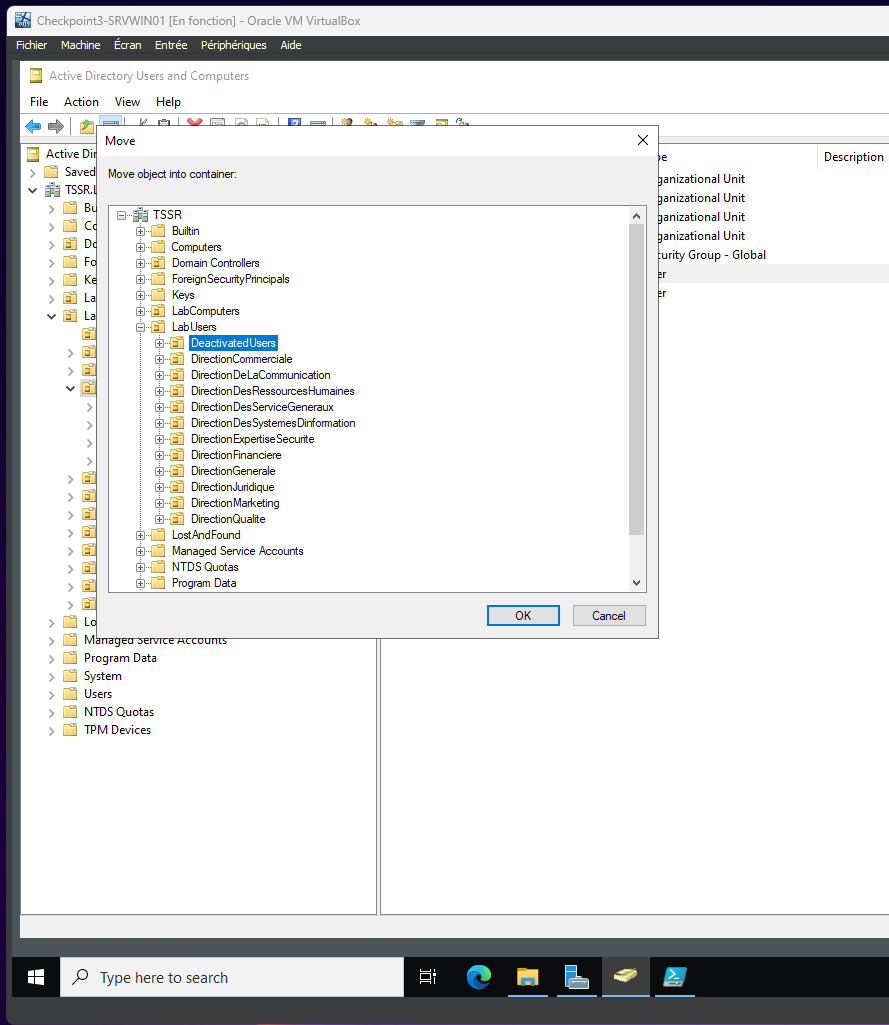 Checkpoint3-SRVWIN01 [En fonction] - Oracle VM VirtualBox
Fichier Machine Écran Entrée Périphériques Aide
Active Directory Users and Computers
File Action View Help
Move
Move object into container:
TSSR
Builtin
Computers
Domain Controllers
ForeignSecurityPrincipals
Keys
LabComputers
LabUsers
DeactivatedUsers
DirectionCommerciale
DirectionDeLaCommunication
DirectionDesRessourcesHumaines
DirectionDesServiceGeneraux
DirectionDesSystemesDinformation
DirectionExpertiseSecurite
DirectionFinanciere
DirectionGenerale
DirectionJuridique
DirectionMarketing
DirectionQualite
LostAndFound
Managed Service Accounts
NTDS Quotas
Program Data
OK Cancel
Active Dir
Saved
TSSR.L
Bu
Co
Do
Fo
Ke
La
La
Lo
Managed Service Accounts
Program Data
System
Users
NTDS Quotas
TPM Devices
pe Description
ganizational Unit
ganizational Unit
ganizational Unit
ganizational Unit
curity Group - Global
er
er
Type here to search